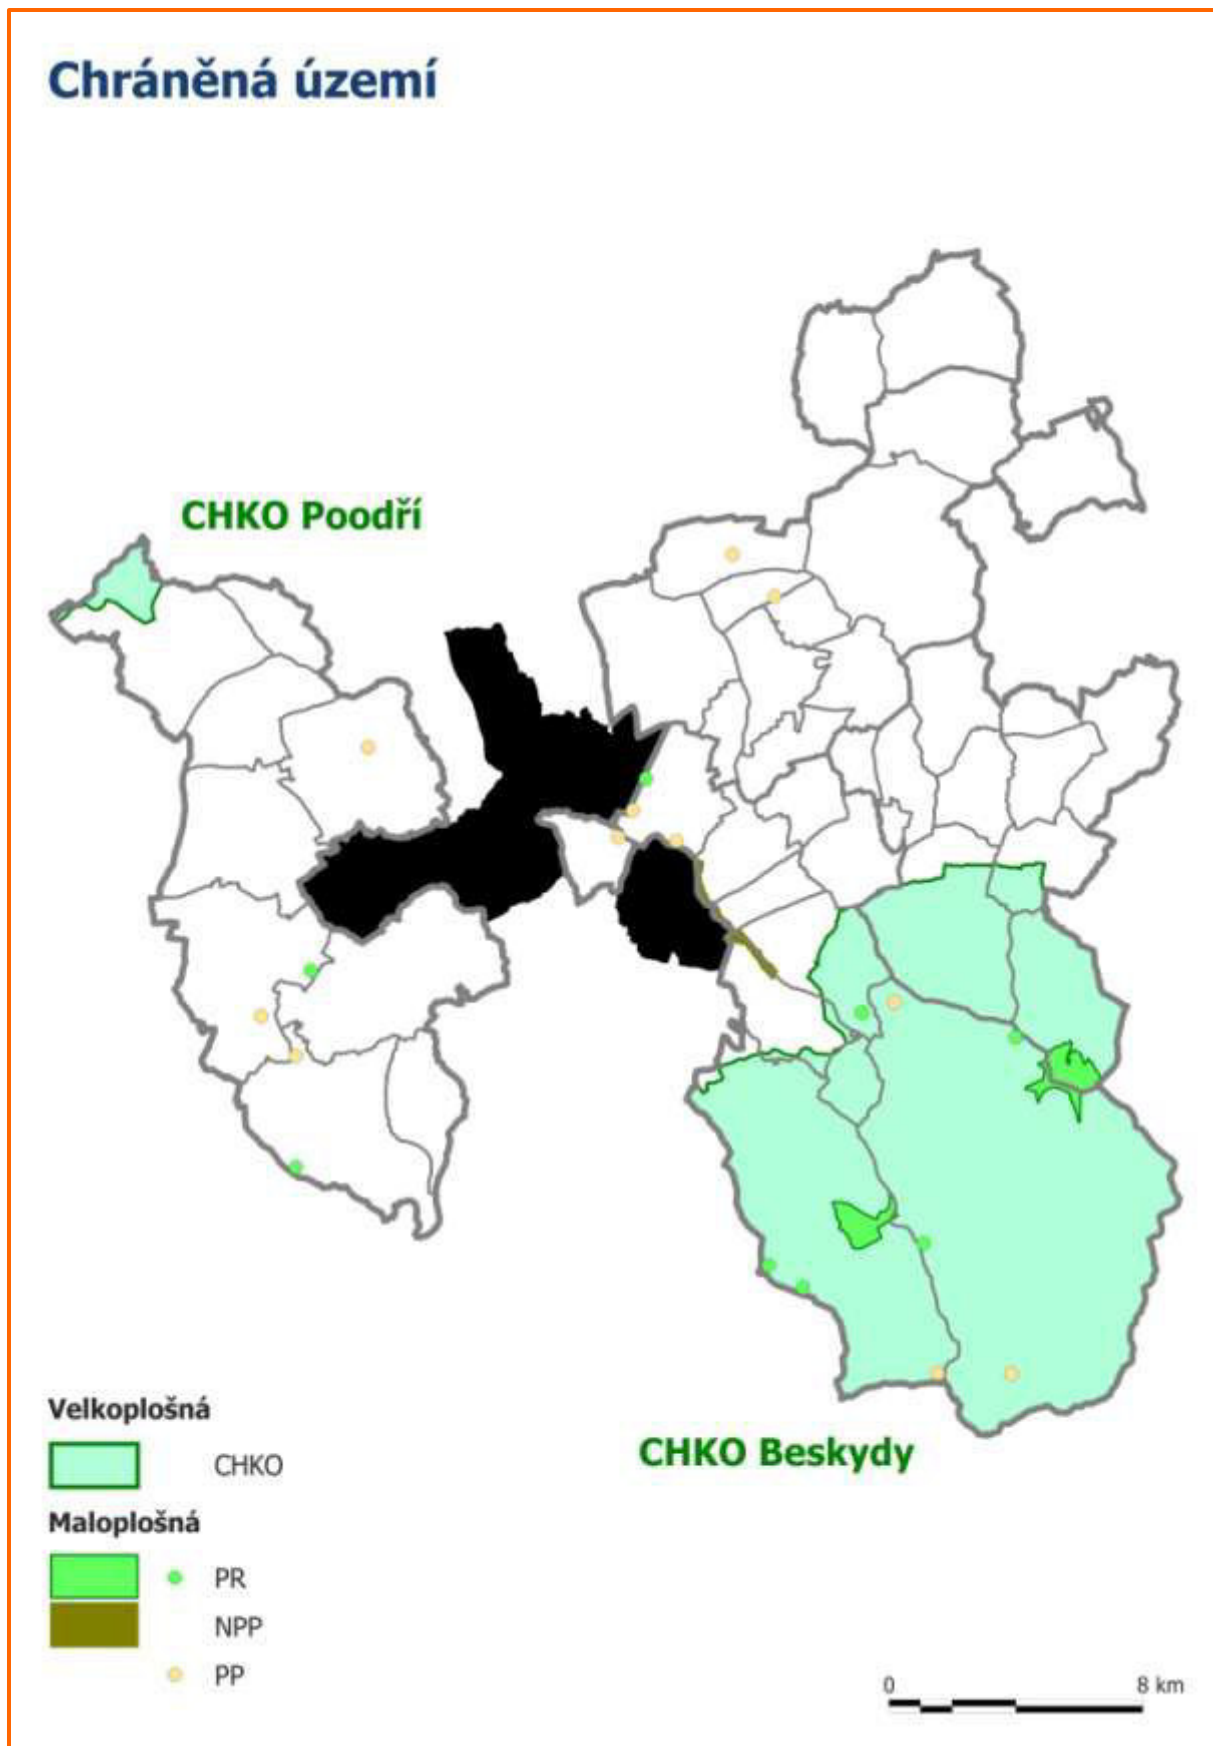 Chráněná území
CHKO Poodří
CHKO Beskydy
Velkoplošná
CHKO
Maloplošná
PR
NPP
PP
0 8 km